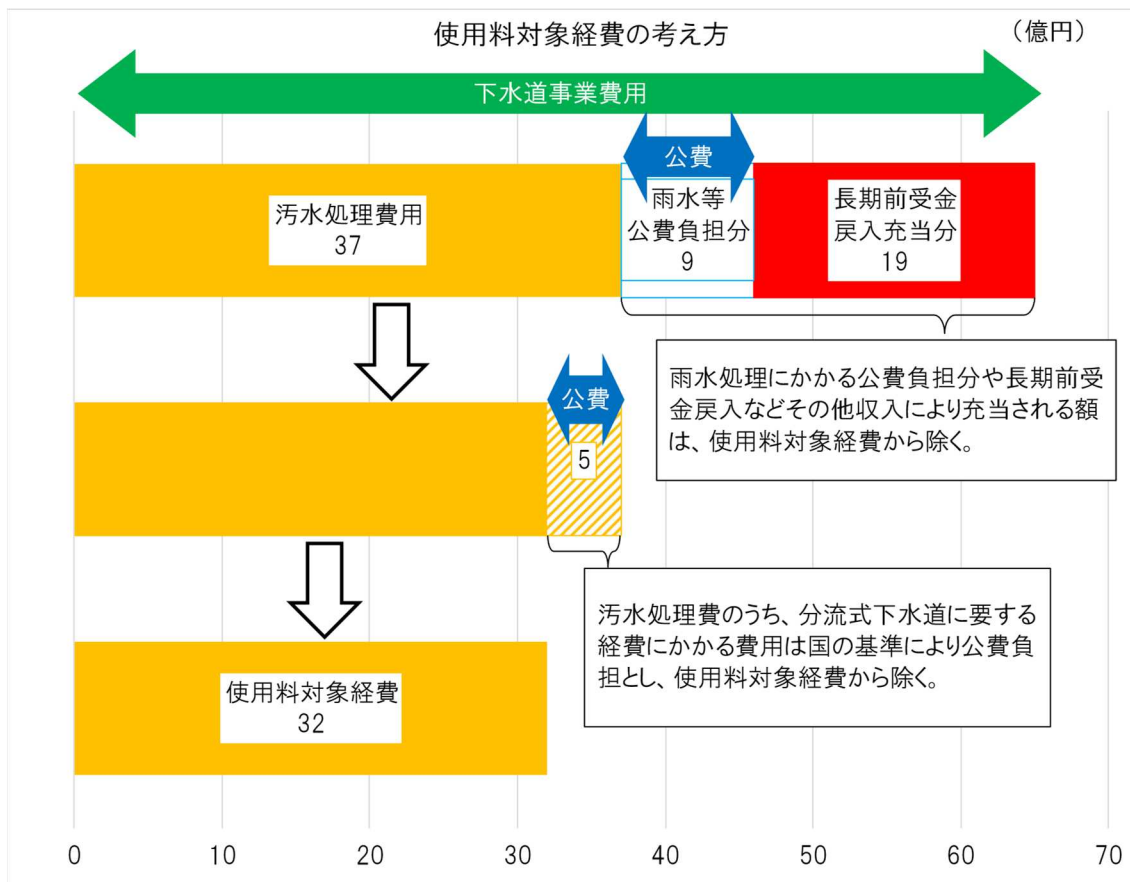 使用料対象経費の考え方
（億円）
下水道事業費用
公費
汚水処理費用
37
雨水等
公費負担分
9
長期前受金
戻入充当分
19
雨水処理にかかる公費負担分や長期前受
金戻入などその他収入により充当される額
は、使用料対象経費から除く。
公費
5
汚水処理費のうち、分流式下水道に要する
経費にかかる費用は国の基準により公費負
担とし、使用料対象経費から除く。
使用料対象経費
32
0 10 20 30 40 50 60 70